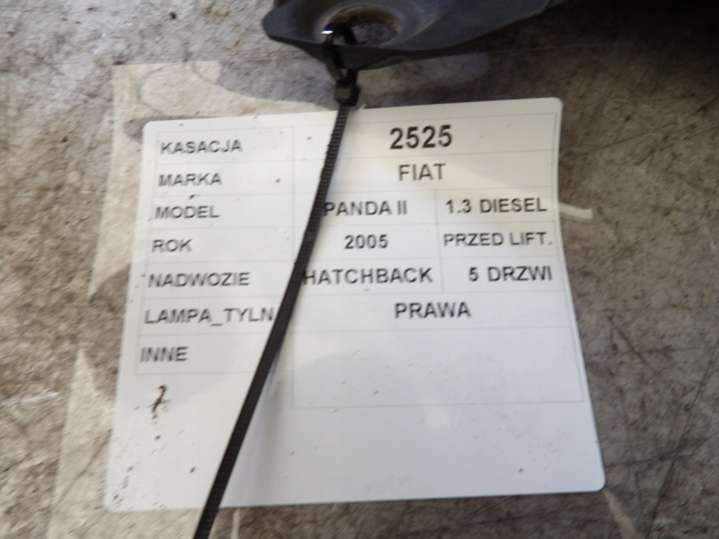 KASACJA 2525
MARKA FIAT
MODEL PANDA II 1.3 DIESEL
ROK 2005 PRZED LIFT.
NADWOZIE HATCHBACK 5 DRZWI
LAMPA_TYLN PRAWA
INNE